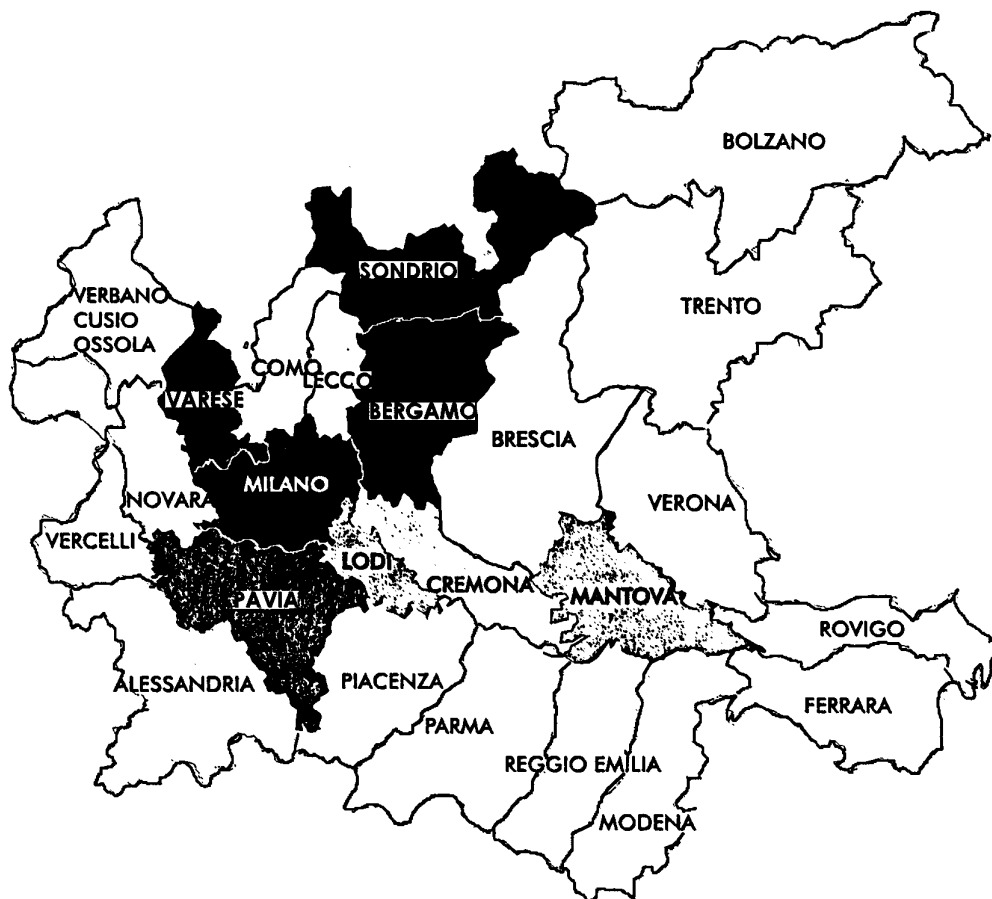 BOLZANO
SONDRIO
VERBANO
CUSIO
OSSOLA
TRENTO
COMO
LECCO
VARESE
BERGAMO
BRESCIA
MILANO
NOVARA
VERONA
VERCELLI
LODI
CREMONA
PAVIA
MANTOVA
ROVIGO
ALESSANDRIA
PIACENZA
PARMA
FERRARA
REGGIO EMILIA
MODENA